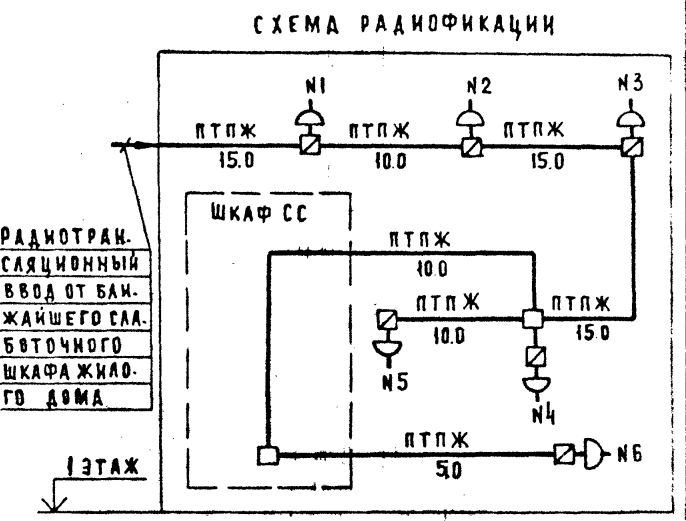 СХЕМА РАДИОФИКАЦИИ
N1
N2
N3
ПТПЖ
15.0
ПТПЖ
10.0
ПТПЖ
15.0
ШКАФ СС
РАДИОТРАН-
СЛЯЦИОННЫЙ
ВВОД ОТ БЛИ-
ЖАЙШЕГО СЛА-
БОТОЧНОГО
ШКАФА ЖИЛО-
ГО ДОМА
ПТПЖ
10.0
ПТПЖ
10.0
ПТПЖ
15.0
N5
N4
ПТПЖ
5.0
N6
1 ЭТАЖ